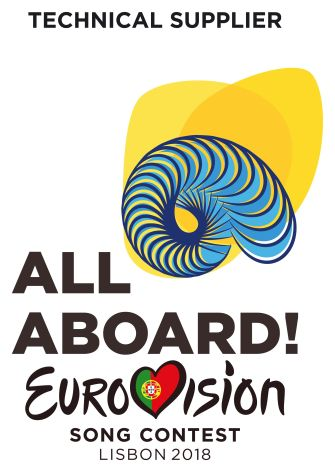 TECHNICAL SUPPLIER
ALL
ABOARD!
EUROVISION
SONG CONTEST
LISBON 2018